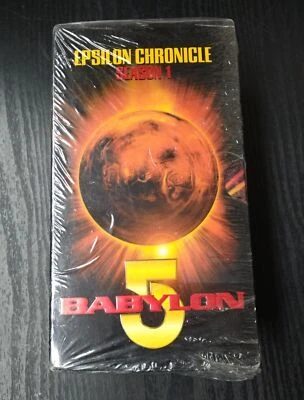 EPSILON CHRONICLE
SEASON 1
BABYLON
5